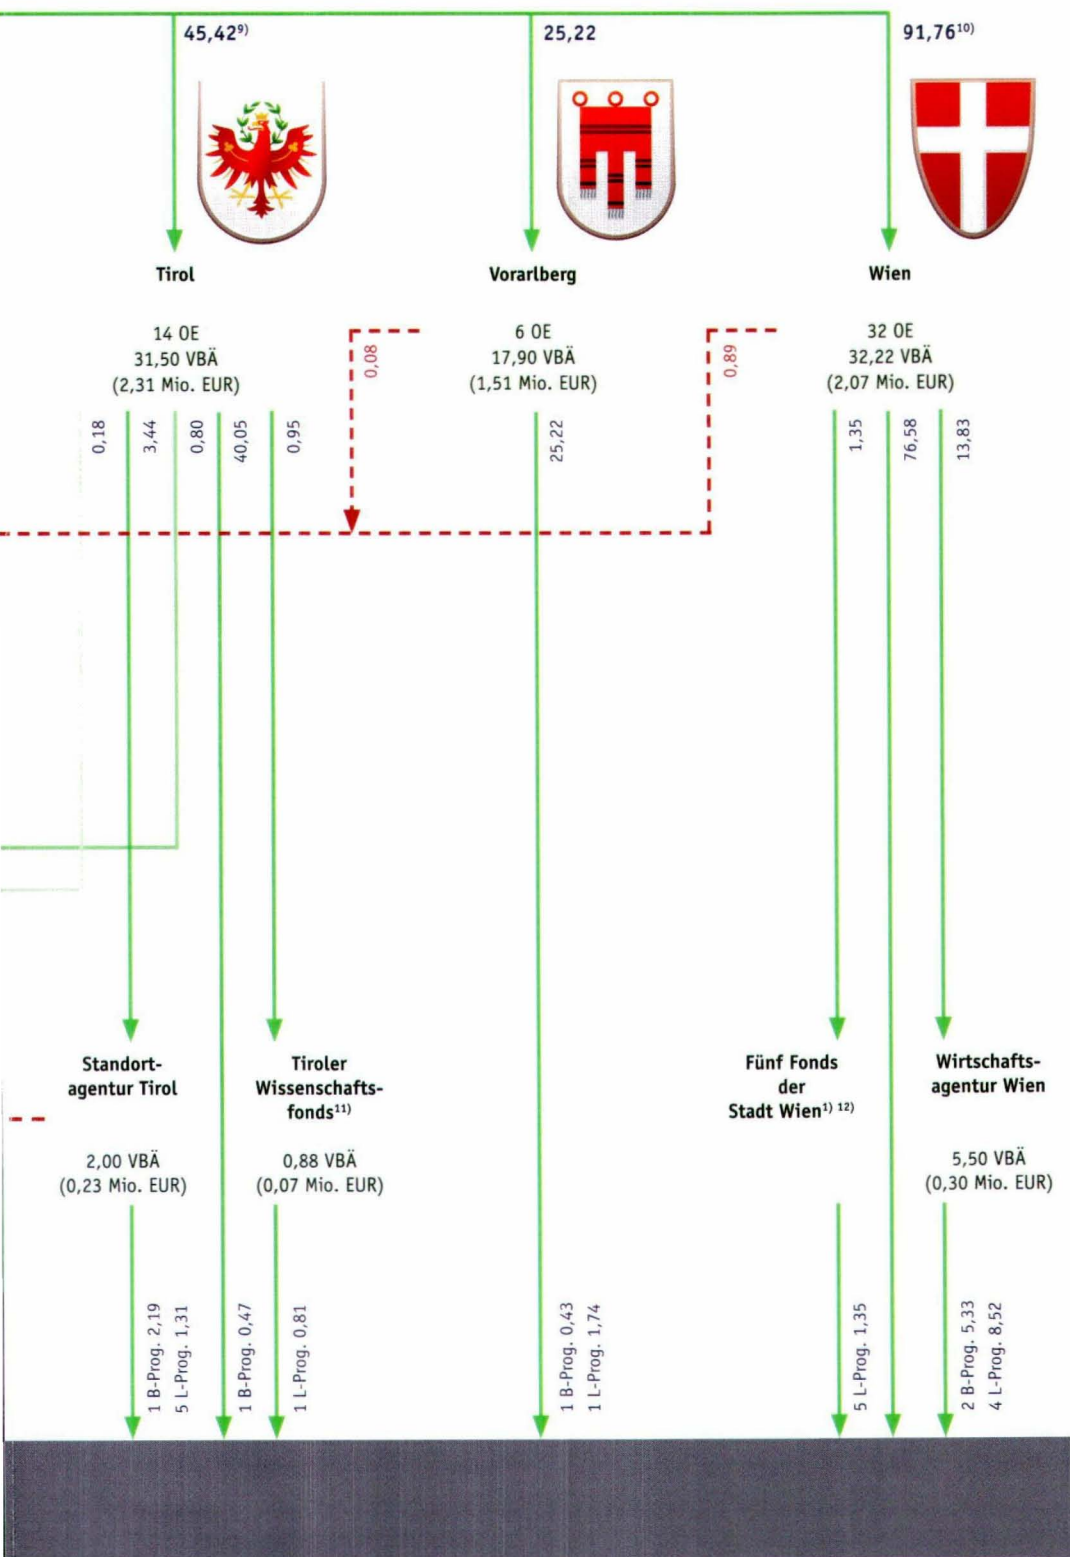 45,42⁹⁾
25,22
91,76¹⁰⁾
Tirol
Vorarlberg
Wien
14 OE
31,50 VBÄ
(2,31 Mio. EUR)
6 OE
17,90 VBÄ
(1,51 Mio. EUR)
32 OE
32,22 VBÄ
(2,07 Mio. EUR)
0,08
0,89
0,18
3,44
0,80
40,05
0,95
25,22
1,35
76,58
13,83
Standort-
agentur Tirol
Tiroler
Wissenschafts-
fonds¹¹⁾
Fünf Fonds
der
Stadt Wien¹⁾ ¹²⁾
Wirtschafts-
agentur Wien
2,00 VBÄ
(0,23 Mio. EUR)
0,88 VBÄ
(0,07 Mio. EUR)
5,50 VBÄ
(0,30 Mio. EUR)
1 B-Prog. 2,19
5 L-Prog. 1,31
1 B-Prog. 0,47
1 L-Prog. 0,81
1 B-Prog. 0,43
1 L-Prog. 1,74
5 L-Prog. 1,35
2 B-Prog. 5,33
4 L-Prog. 8,52